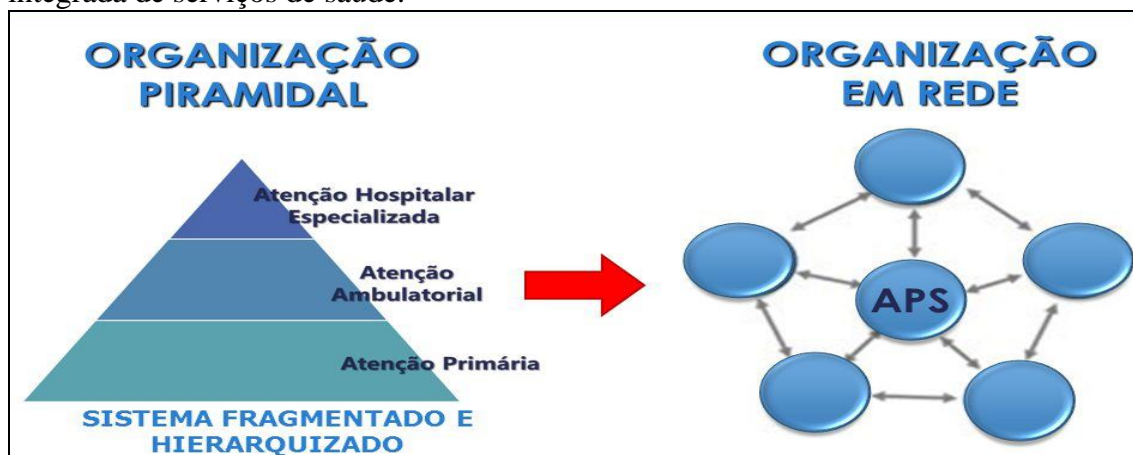 integrada de serviços de saúde.
ORGANIZAÇÃO
PIRAMIDAL
Atenção Hospitalar
Especializada
Atenção
Ambulatorial
Atenção Primária
SISTEMA FRAGMENTADO E
HIERARQUIZADO
ORGANIZAÇÃO
EM REDE
APS